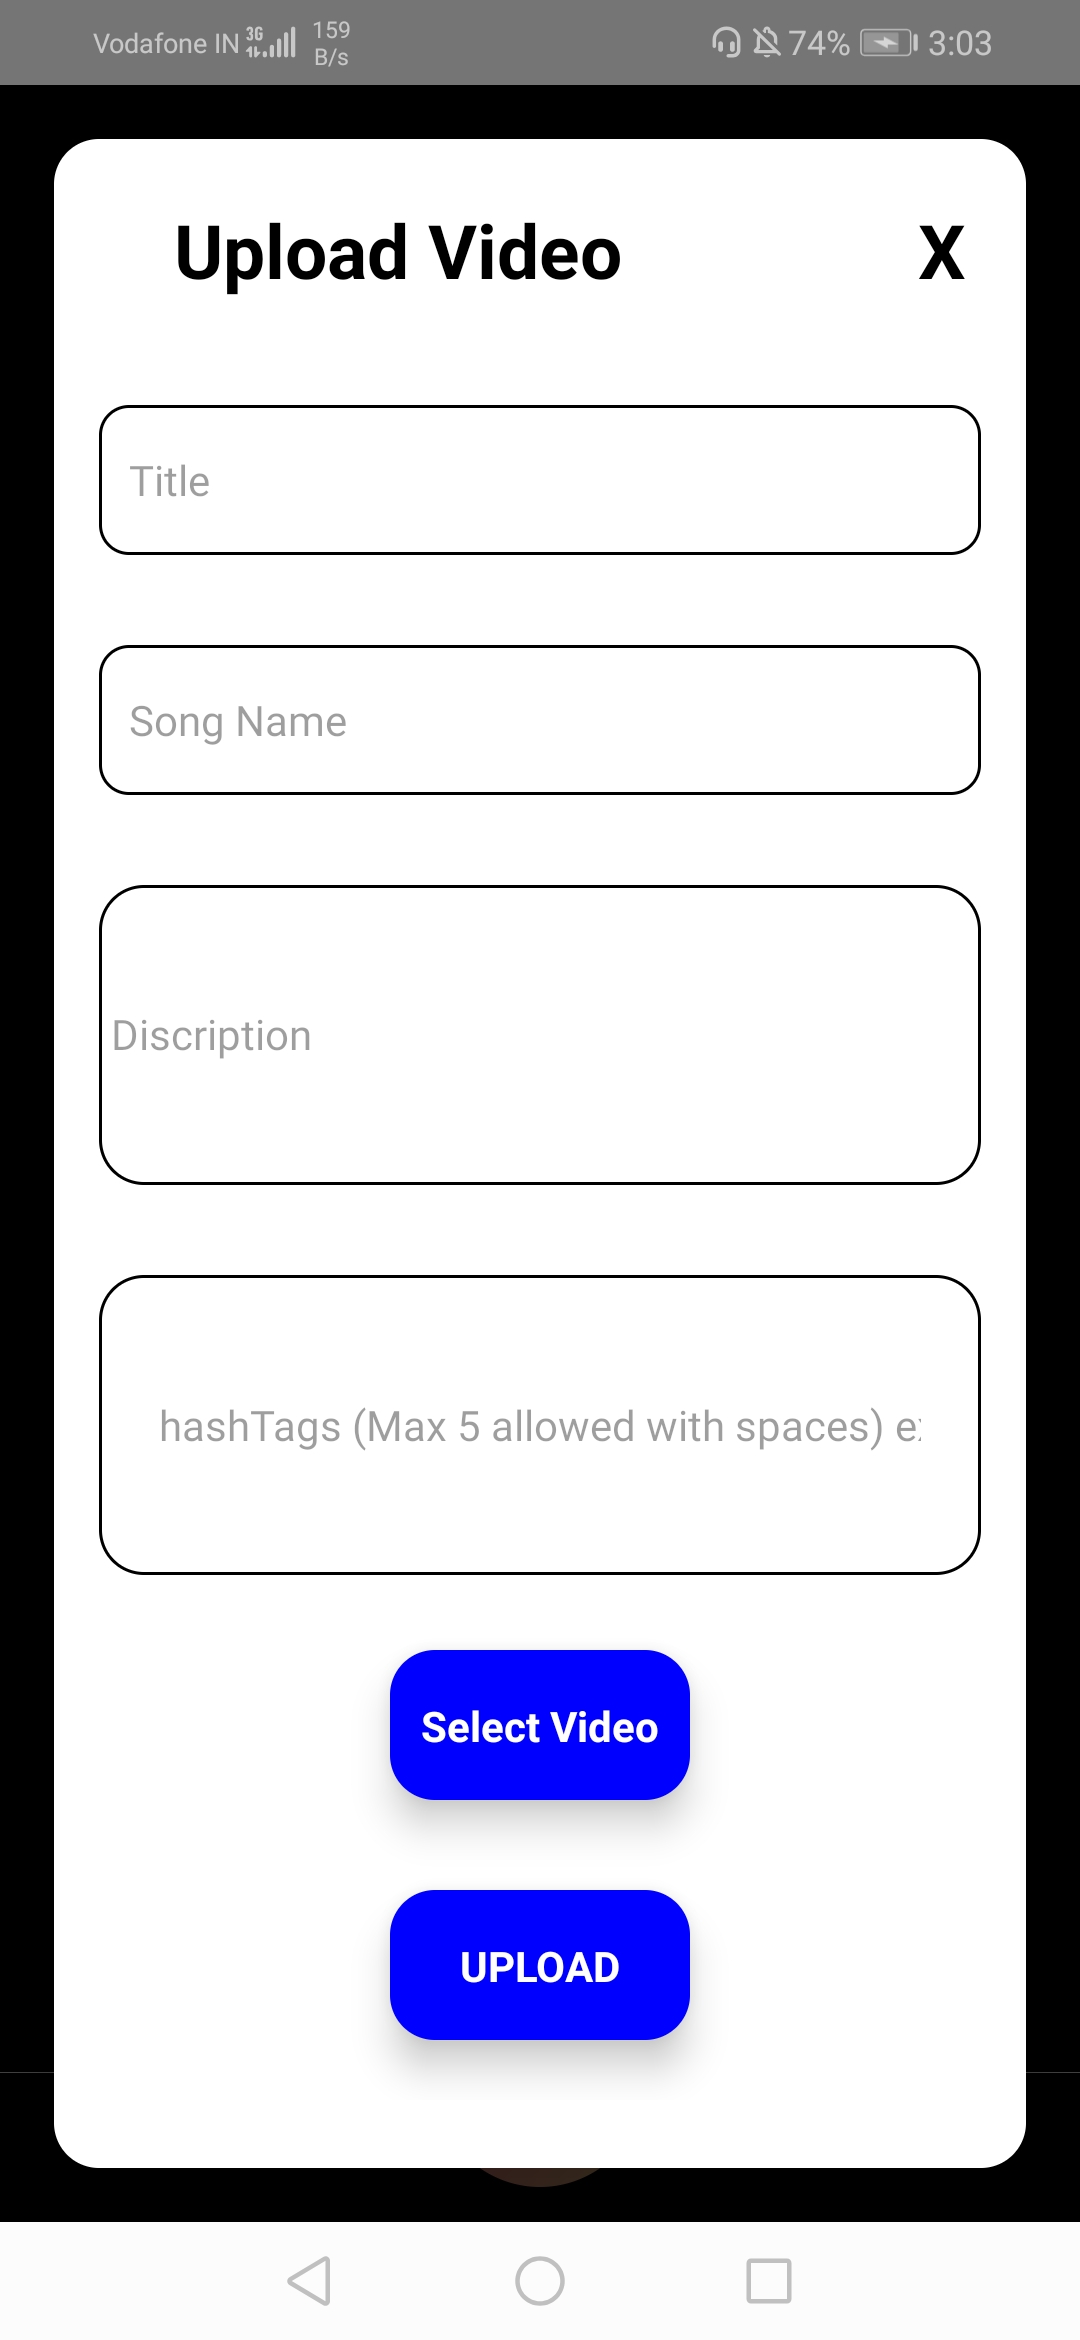 Vodafone IN 3G 159 B/s 74% 3:03
Upload Video X
Title
Song Name
Discription
hashTags (Max 5 allowed with spaces)
Select Video
UPLOAD